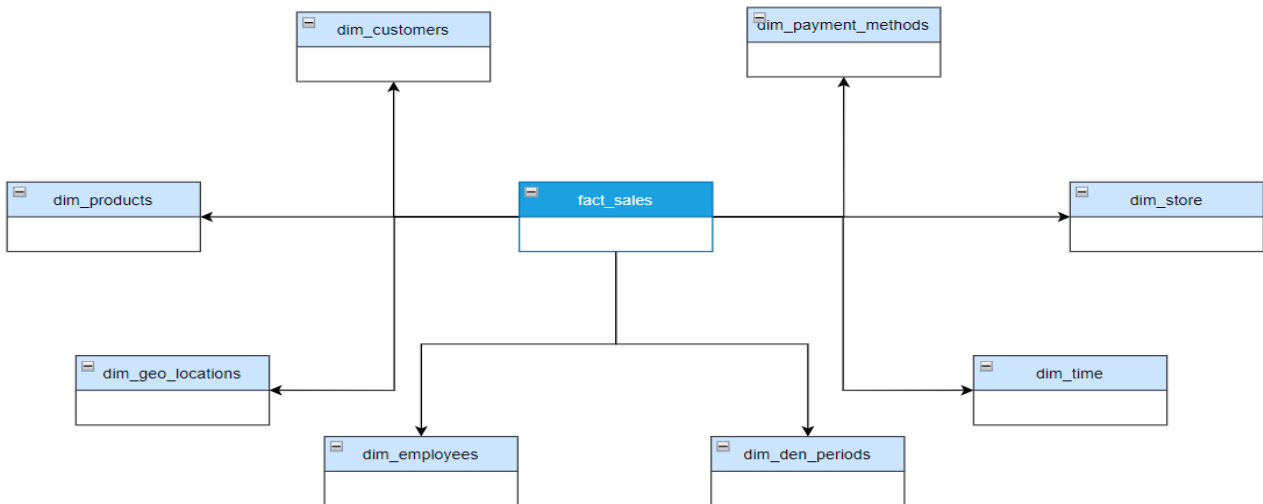 dim_customers
dim_payment_methods
dim_products
fact_sales
dim_store
dim_geo_locations
dim_time
dim_employees
dim_den_periods